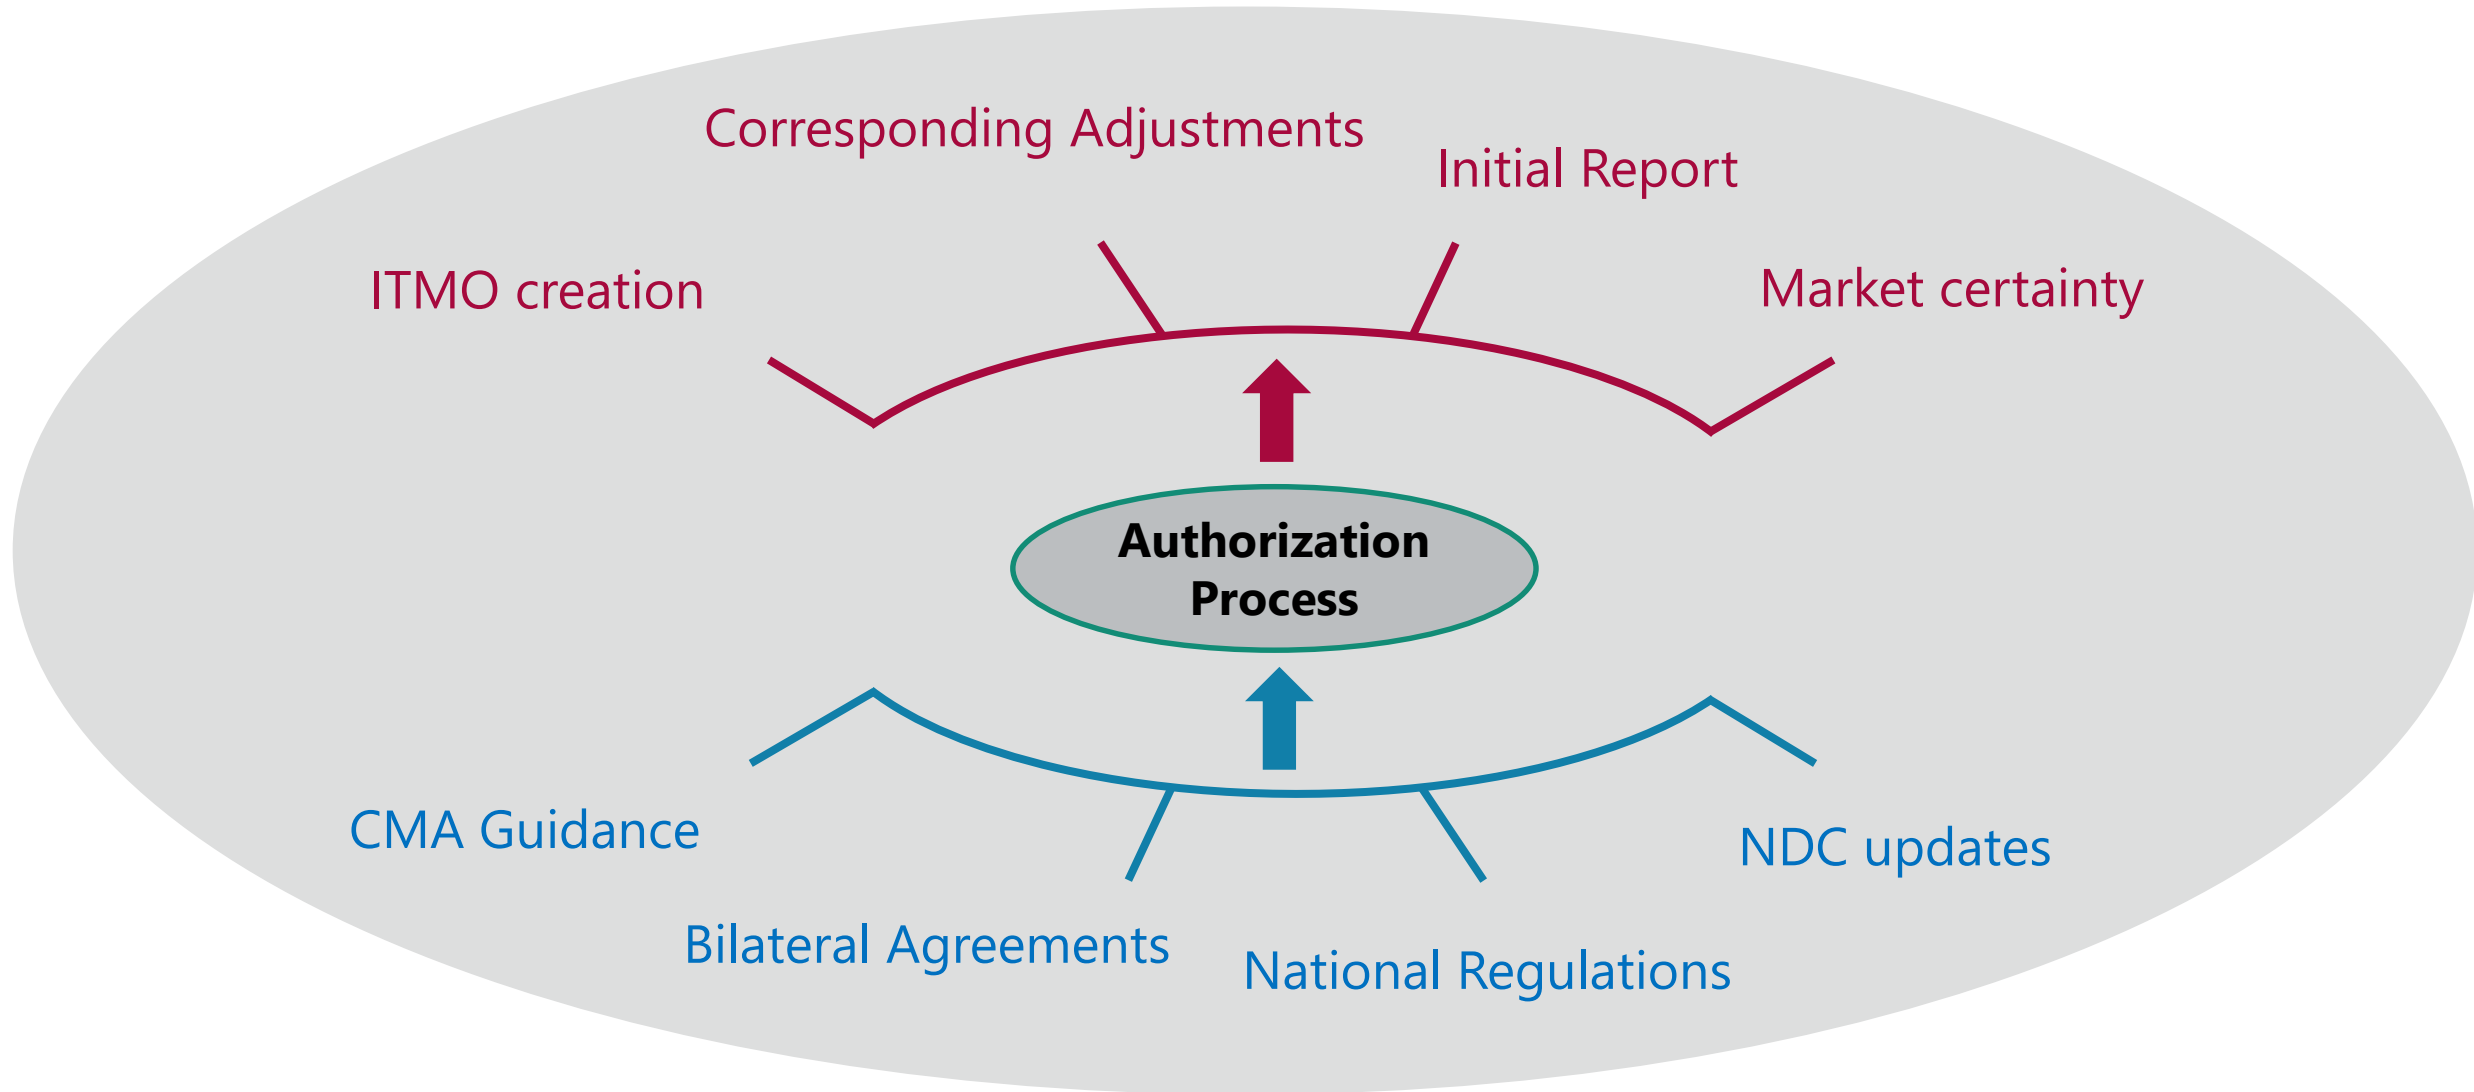 Corresponding Adjustments
Initial Report
ITMO creation
Market certainty
Authorization
Process
CMA Guidance
NDC updates
Bilateral Agreements
National Regulations